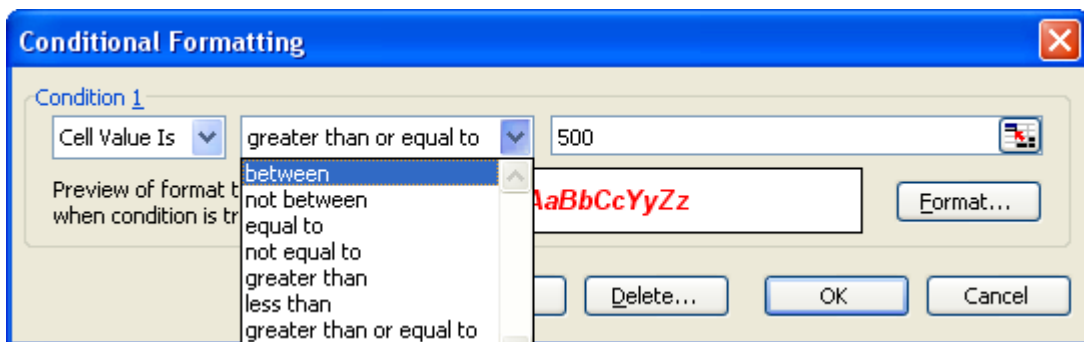 Conditional Formatting
Condition 1
Cell Value Is
greater than or equal to
500
between
not between
equal to
not equal to
greater than
less than
greater than or equal to
Preview of format
when condition is
AaBbCcYyZz
Format...
Delete...
OK
Cancel